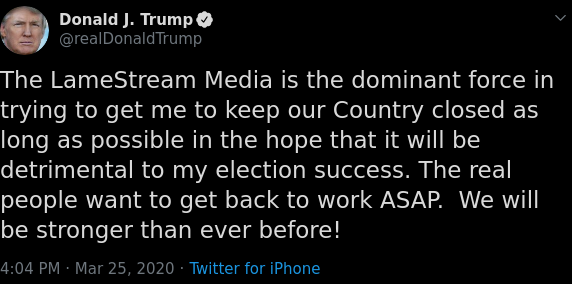 Donald J. Trump
@realDonaldTrump
The LameStream Media is the dominant force in
trying to get me to keep our Country closed as
long as possible in the hope that it will be
detrimental to my election success. The real
people want to get back to work ASAP.  We will
be stronger than ever before!
4:04 PM · Mar 25, 2020 · Twitter for iPhone